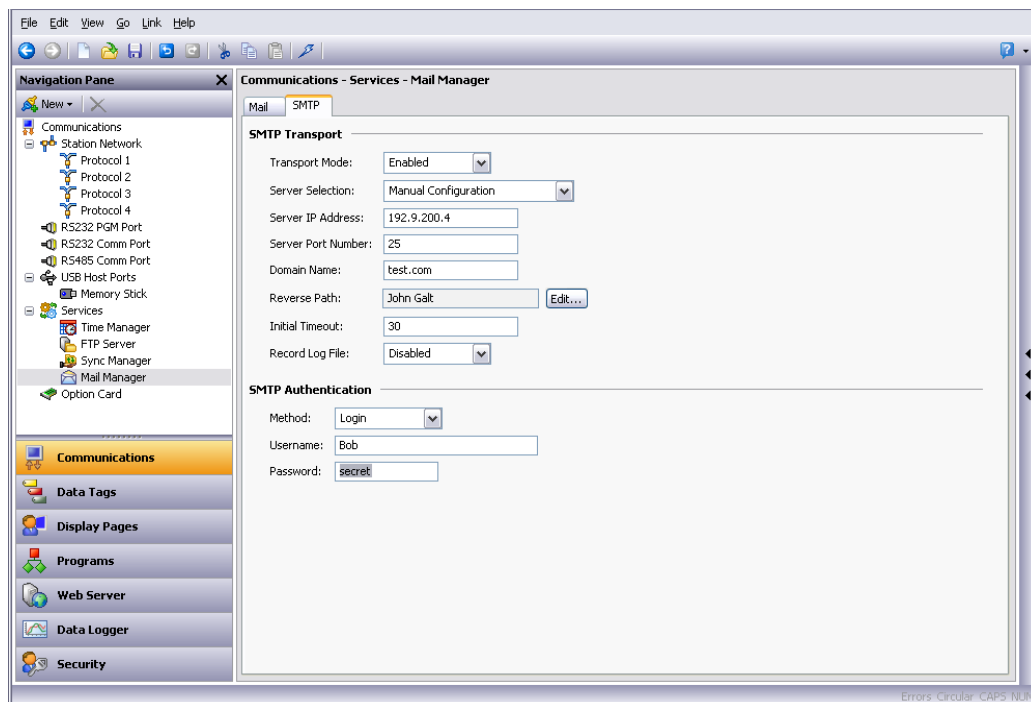 File Edit View Go Link Help
Navigation Pane X
New
Communications
Station Network
Protocol 1
Protocol 2
Protocol 3
Protocol 4
RS232 PGM Port
RS232 Comm Port
RS485 Comm Port
USB Host Ports
Memory Stick
Services
Time Manager
FTP Server
Sync Manager
Mail Manager
Option Card
Communications
Data Tags
Display Pages
Programs
Web Server
Data Logger
Security
Communications - Services - Mail Manager
Mail SMTP
SMTP Transport
Transport Mode: Enabled
Server Selection: Manual Configuration
Server IP Address: 192.9.200.4
Server Port Number: 25
Domain Name: test.com
Reverse Path: John Galt Edit...
Initial Timeout: 30
Record Log File: Disabled
SMTP Authentication
Method: Login
Username: Bob
Password: secret
Errors Circular CAPS NUM